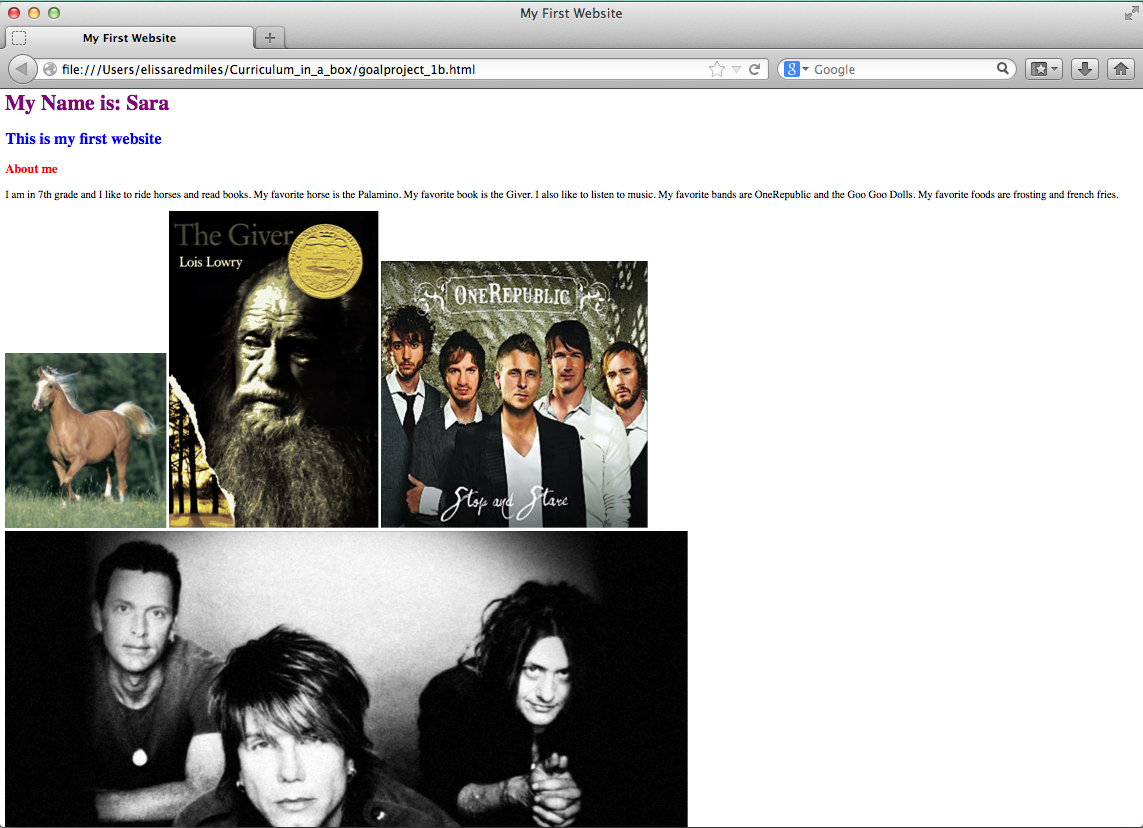 My First Website
My First Website
file:///Users/elissaredmiles/Curriculum_in_a_box/goalproject_1b.html
8 Google
My Name is: Sara
This is my first website
About me
I am in 7th grade and I like to ride horses and read books. My favorite horse is the Palamino. My favorite book is the Giver. I also like to listen to music. My favorite bands are OneRepublic and the Goo Goo Dolls. My favorite foods are frosting and french fries.
The Giver
Lois Lowry
OneRepublic
Stop and Stare